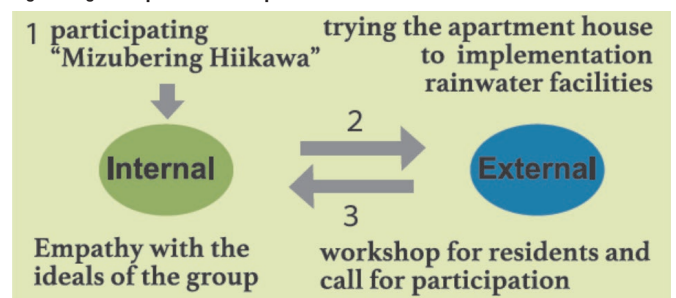 1 participating
“Mizubering Hiikawa”
trying the apartment house
to implementation
rainwater facilities
2
Internal
External
3
Empathy with the
ideals of the group
workshop for residents and
call for participation